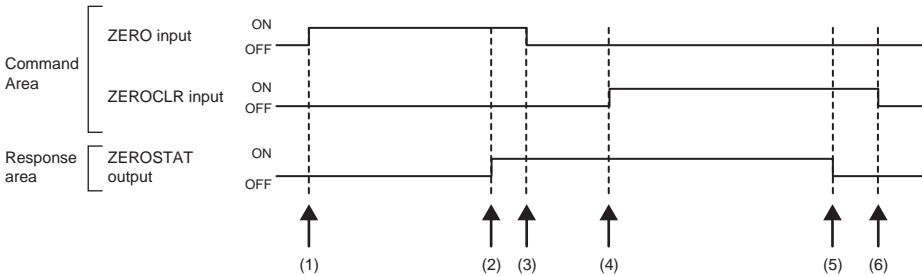 Command
Area
ZERO input
ON
OFF
ZEROCLR input
ON
OFF
Response
area
ZEROSTAT
output
ON
OFF
(1)
(2)
(3)
(4)
(5)
(6)